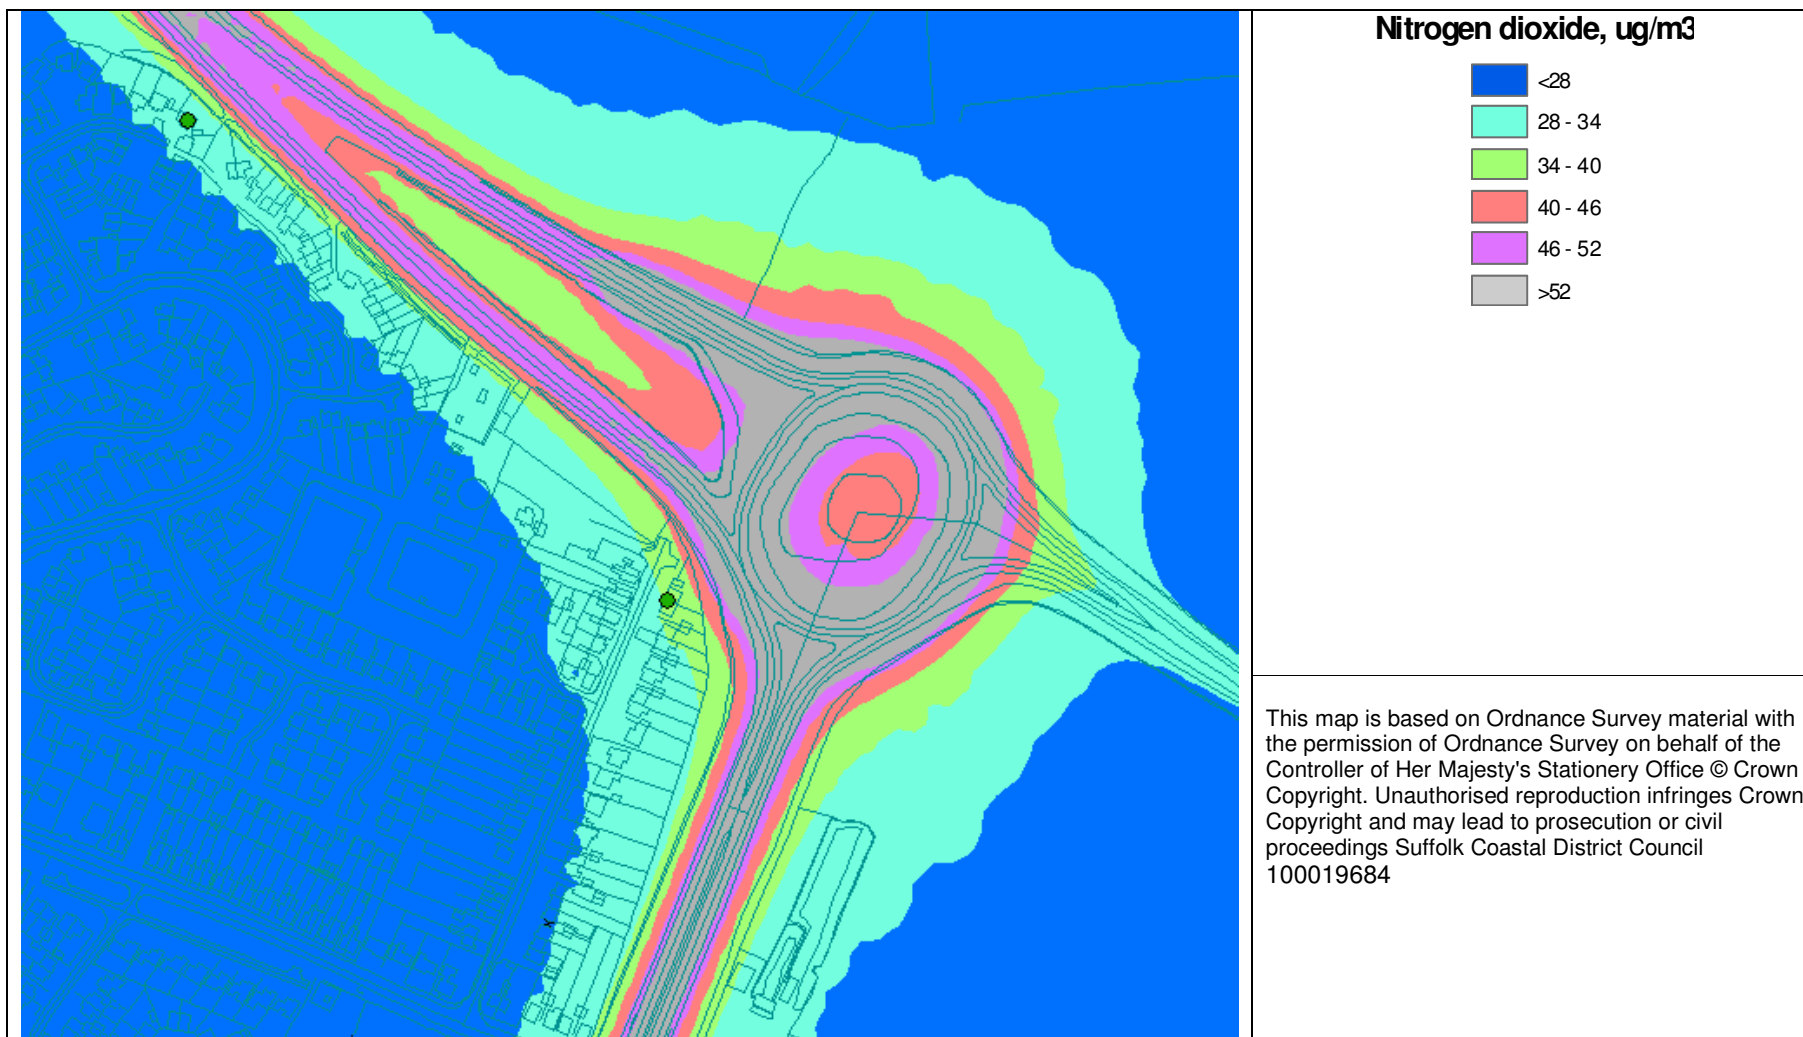 Nitrogen dioxide, ug/m3
<28
28 - 34
34 - 40
40 - 46
46 - 52
>52
This map is based on Ordnance Survey material with
the permission of Ordnance Survey on behalf of the
Controller of Her Majesty's Stationery Office © Crown
Copyright. Unauthorised reproduction infringes Crown
Copyright and may lead to prosecution or civil
proceedings Suffolk Coastal District Council
100019684